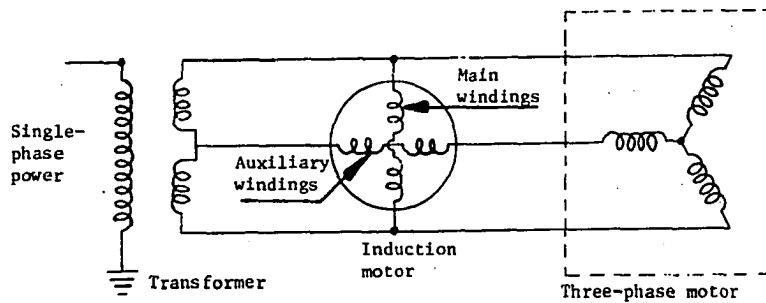 Single-
phase
power
Transformer
Main
windings
Auxiliary
windings
Induction
motor
Three-phase motor